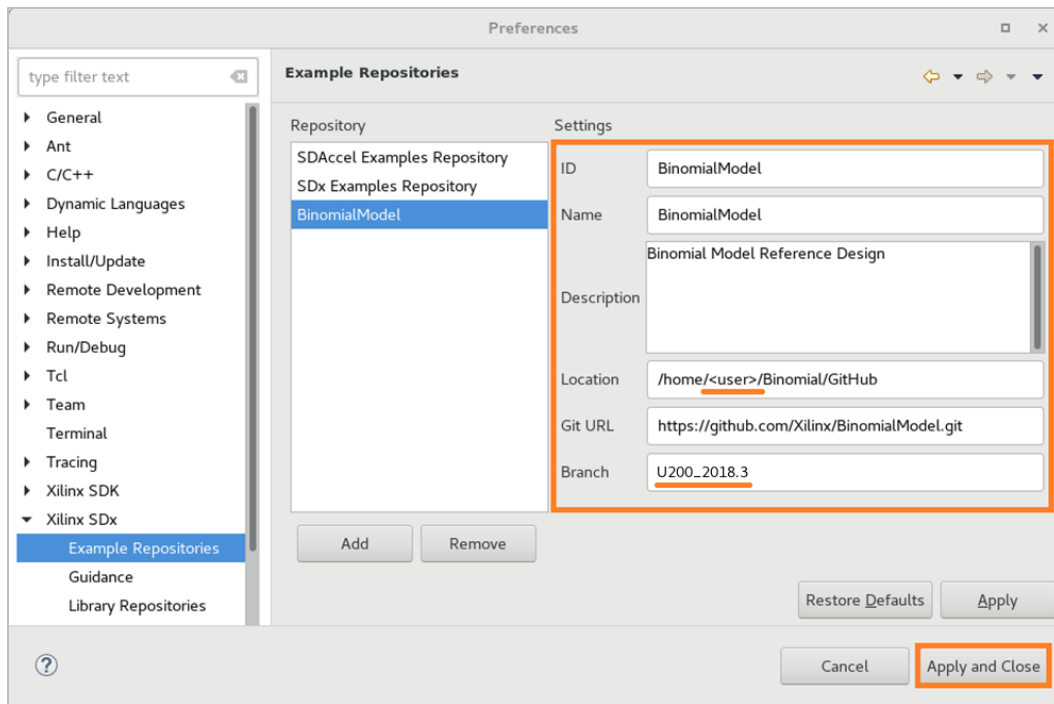 Preferences
type filter text
General
Ant
C/C++
Dynamic Languages
Help
Install/Update
Remote Development
Remote Systems
Run/Debug
Tcl
Team
Terminal
Tracing
Xilinx SDK
Xilinx SDx
Example Repositories
Guidance
Library Repositories
Example Repositories
Repository
SDAccel Examples Repository
SDx Examples Repository
BinomialModel
Add
Remove
Settings
ID
BinomialModel
Name
BinomialModel
Description
Binomial Model Reference Design
Location
/home/<user>/Binomial/GitHub
Git URL
https://github.com/Xilinx/BinomialModel.git
Branch
U200_2018.3
Restore Defaults
Apply
?
Cancel
Apply and Close